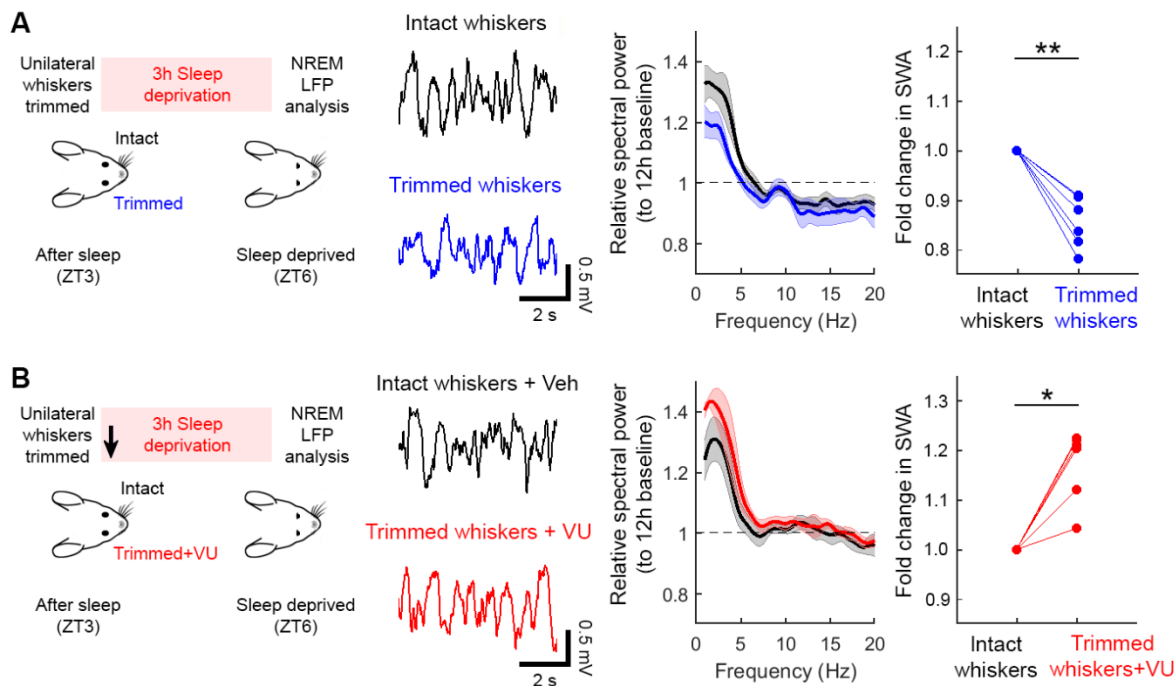 A
Unilateral
whiskers
trimmed
3h Sleep
deprivation
NREM
LFP
analysis
Intact
Trimmed
After sleep
(ZT3)
Sleep deprived
(ZT6)
Intact whiskers
Trimmed whiskers
0.5 mV
2 s
Relative spectral power
(to 12h baseline)
1.4
1.2
1
0.8
0
5
10
15
20
Frequency (Hz)
Fold change in SWA
1.2
1.1
1.0
0.9
0.8
**
Intact
whiskers
Trimmed
whiskers
B
Unilateral
whiskers
trimmed
3h Sleep
deprivation
NREM
LFP
analysis
Intact
Trimmed+VU
After sleep
(ZT3)
Sleep deprived
(ZT6)
Intact whiskers + Veh
Trimmed whiskers + VU
0.5 mV
2 s
Relative spectral power
(to 12h baseline)
1.4
1.2
1
0.8
0
5
10
15
20
Frequency (Hz)
Fold change in SWA
1.3
1.2
1.1
1.0
0.9
*
Intact
whiskers
Trimmed
whiskers+VU